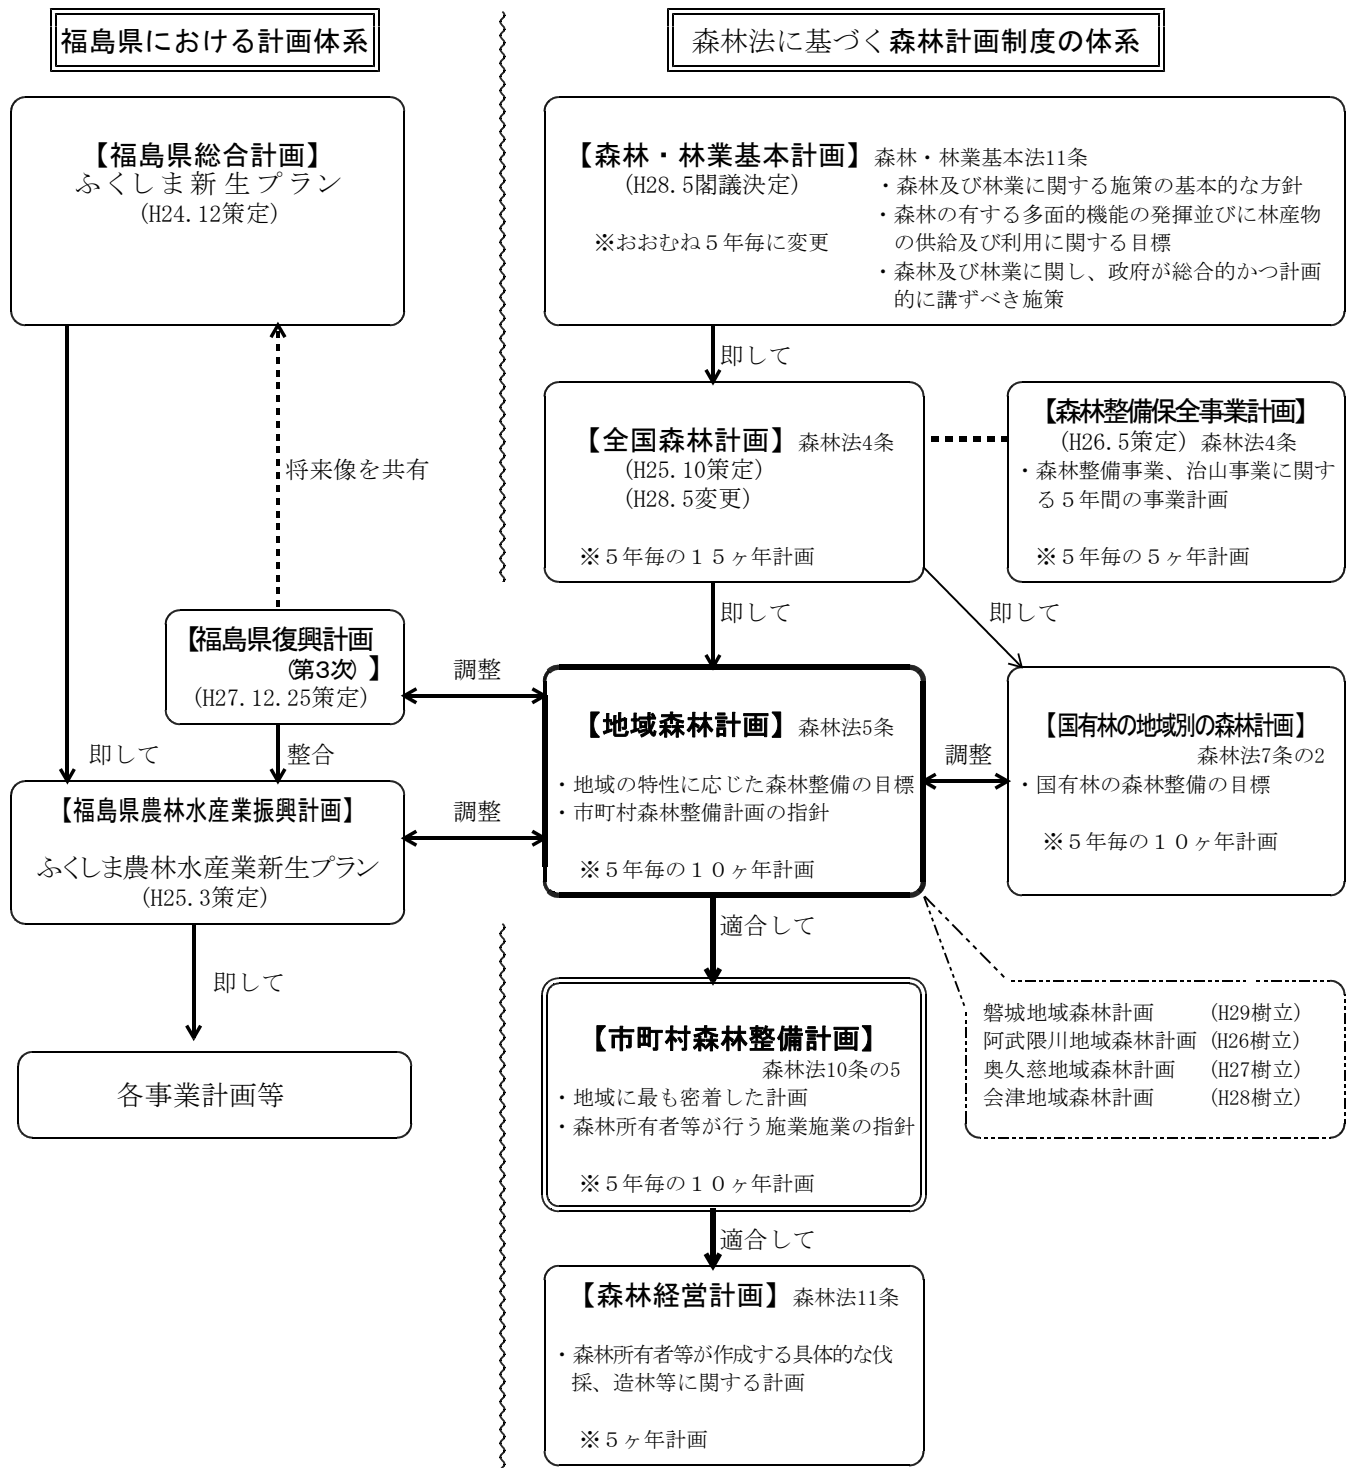 福島県における計画体系
森林法に基づく森林計画制度の体系
【福島県総合計画】
ふくしま新生プラン
(H24.12策定)
【森林・林業基本計画】 森林・林業基本法11条
(H28.5閣議決定)
・森林及び林業に関する施策の基本的な方針
・森林の有する多面的機能の発揮並びに林産物
の供給及び利用に関する目標
※おおむね5年毎に変更
・森林及び林業に関し、政府が総合的かつ計画
的に講ずべき施策
即して
【全国森林計画】 森林法4条
(H25.10策定)
(H28.5変更)
※5年毎の15ヶ年計画
【森林整備保全事業計画】
(H26.5策定) 森林法4条
・森林整備事業、治山事業に関す
る5年間の事業計画
※5年毎の5ヶ年計画
将来像を共有
即して
即して
【福島県復興計画
(第3次)】
(H27.12.25策定)
調整
【地域森林計画】 森林法5条
・地域の特性に応じた森林整備の目標
・市町村森林整備計画の指針
※5年毎の10ヶ年計画
調整
【国有林の地域別の森林計画】
森林法7条の2
・国有林の森林整備の目標
※5年毎の10ヶ年計画
即して
整合
【福島県農林水産業振興計画】
ふくしま農林水産業新生プラン
(H25.3策定)
調整
適合して
即して
各事業計画等
【市町村森林整備計画】
森林法10条の5
・地域に最も密着した計画
・森林所有者等が行う施業施業の指針
※5年毎の10ヶ年計画
磐城地域森林計画 (H29樹立)
阿武隈川地域森林計画 (H26樹立)
奥久慈地域森林計画 (H27樹立)
会津地域森林計画 (H28樹立)
適合して
【森林経営計画】 森林法11条
・森林所有者等が作成する具体的な伐
採、造林等に関する計画
※5ヶ年計画